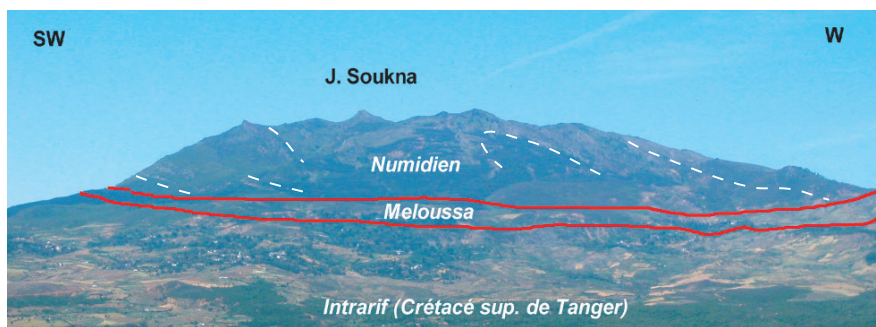 SW
W
J. Soukna
Numidien
Meloussa
Intrarif (Crétacé sup. de Tanger)